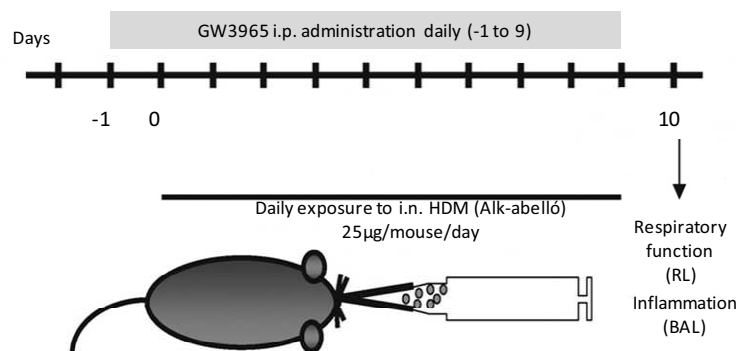 GW3965 i.p. administration daily (-1 to 9)
Days
-1 0 10
Daily exposure to i.n. HDM (Alk-abelló)
25µg/mouse/day
Respiratory
function
(RL)
Inflammation
(BAL)